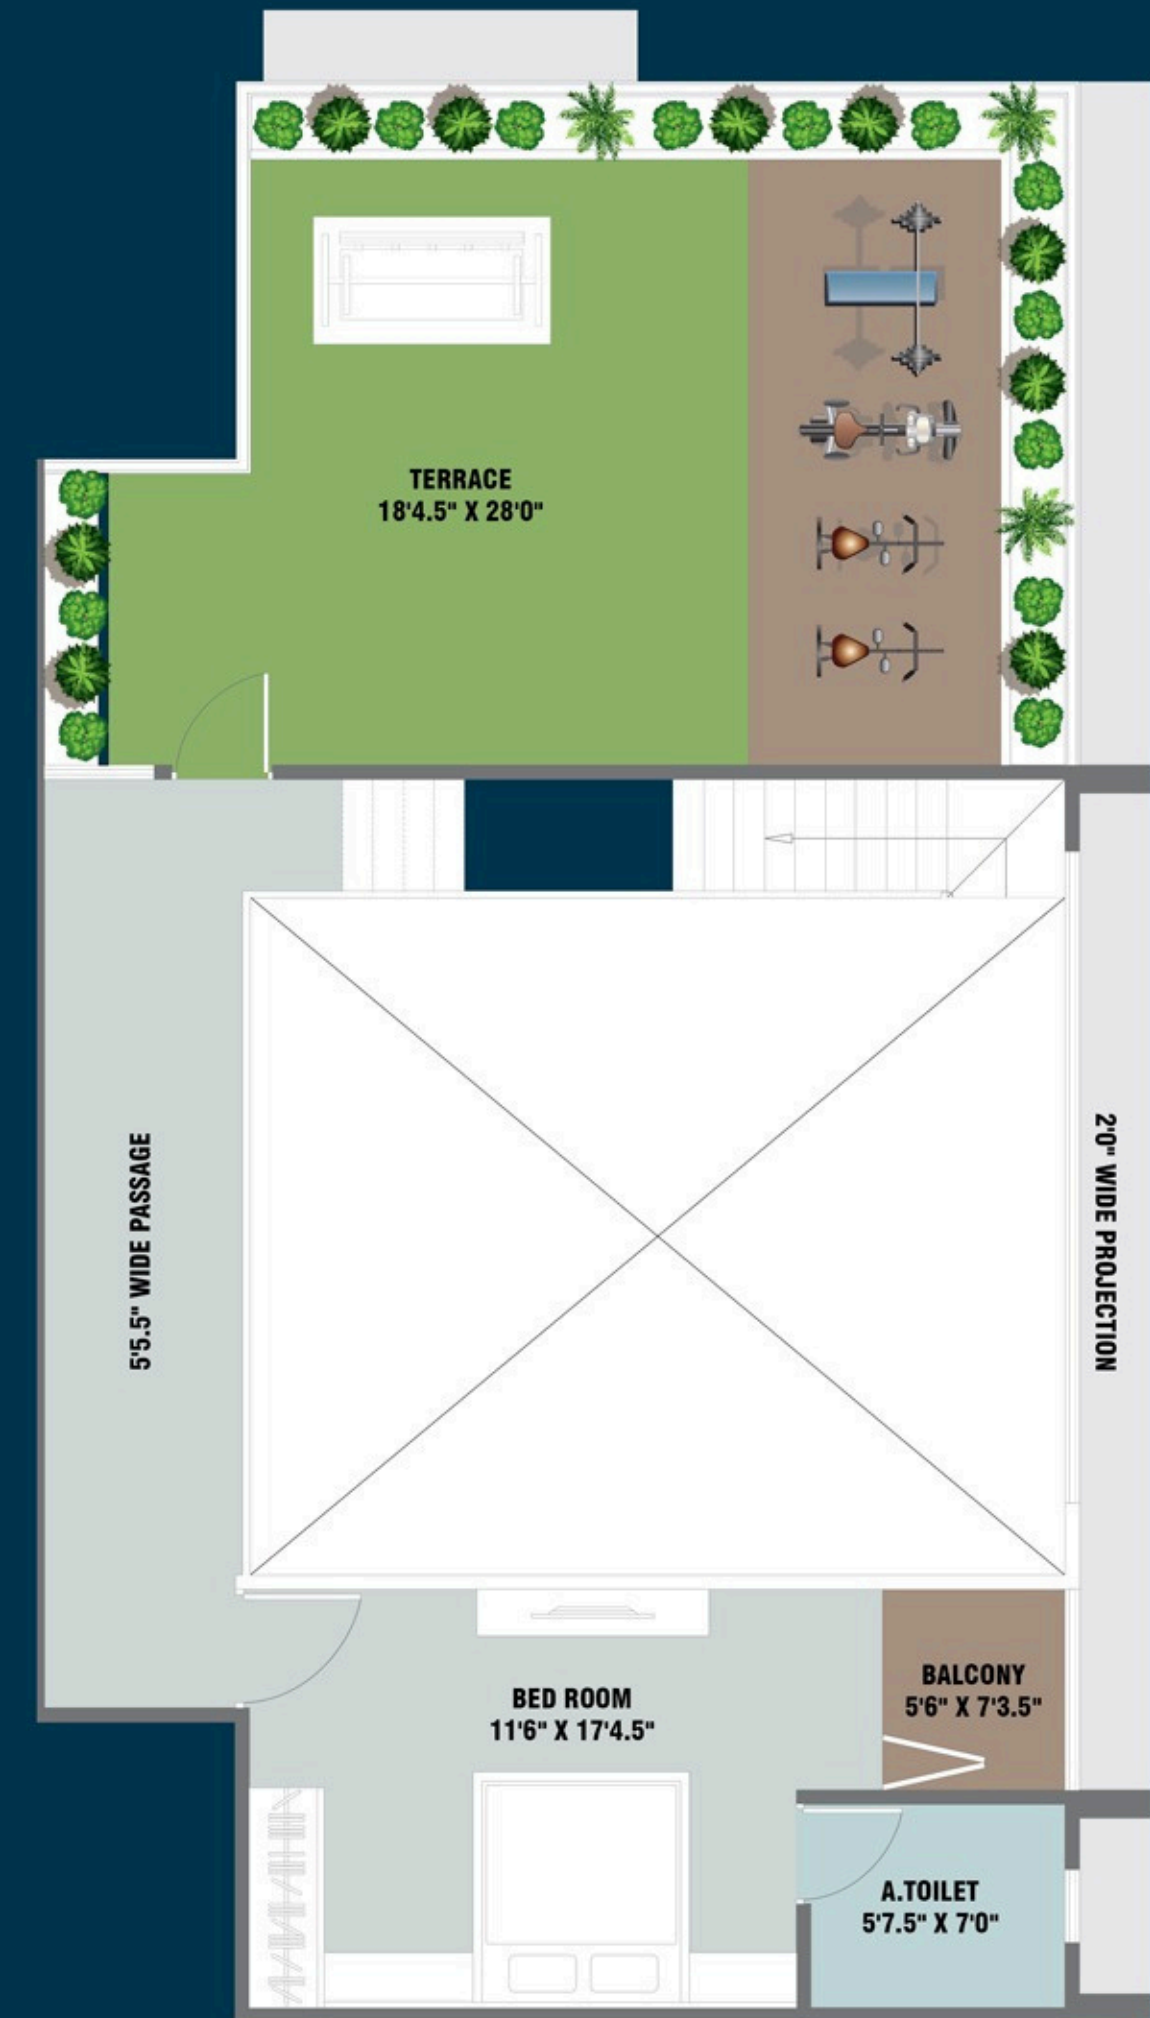 TERRACE
18'4.5" X 28'0"
5'5.5" WIDE PASSAGE
2'0" WIDE PROJECTION
BED ROOM
11'6" X 17'4.5"
BALCONY
5'6" X 7'3.5"
A.TOILET
5'7.5" X 7'0"